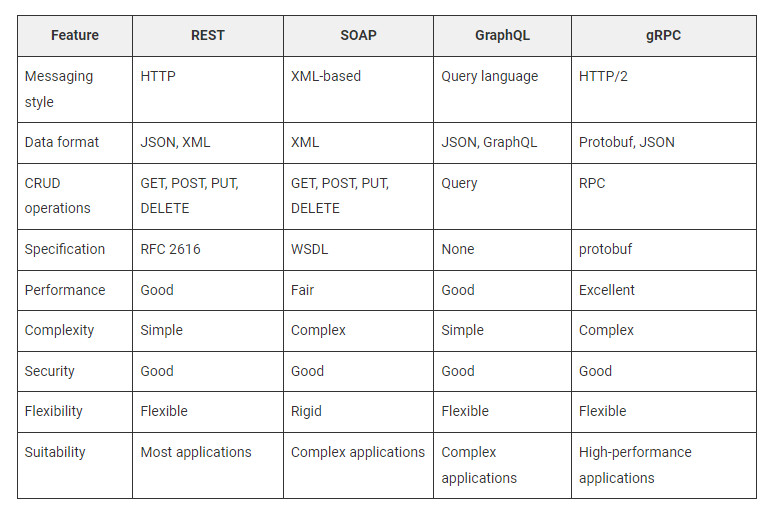 Feature REST SOAP GraphQL gRPC
Messaging style HTTP XML-based Query language HTTP/2
Data format JSON, XML XML JSON, GraphQL Protobuf, JSON
CRUD operations GET, POST, PUT, DELETE GET, POST, PUT, DELETE Query RPC
Specification RFC 2616 WSDL None protobuf
Performance Good Fair Good Excellent
Complexity Simple Complex Simple Complex
Security Good Good Good Good
Flexibility Flexible Rigid Flexible Flexible
Suitability Most applications Complex applications Complex applications High-performance applications